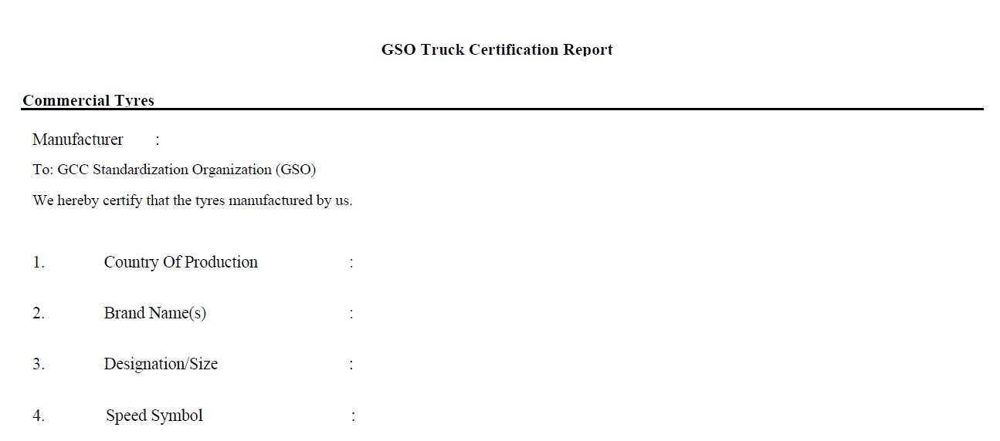 GSO Truck Certification Report
Commercial Tyres
Manufacturer :
To: GCC Standardization Organization (GSO)
We hereby certify that the tyres manufactured by us.
1. Country Of Production :
2. Brand Name(s) :
3. Designation/Size :
4. Speed Symbol :